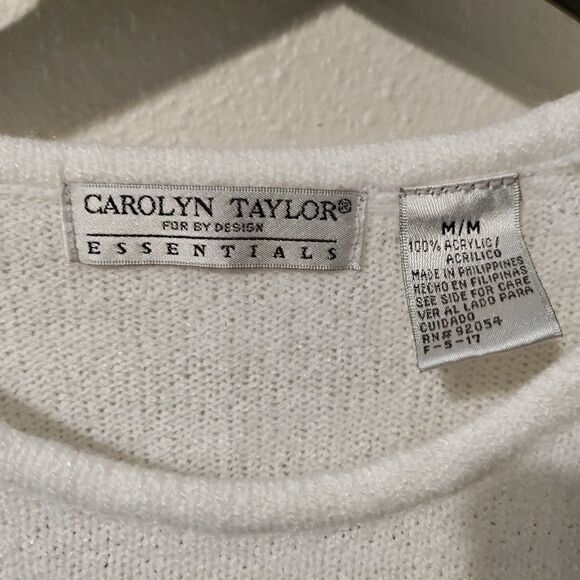 CAROLYN TAYLOR®
FOR BY DESIGN
ESSENTIALS
M/M
100% ACRYLIC/
ACRILICO
MADE IN PHILIPPINES
HECHO EN FILIPINAS
SEE SIDE FOR CARE
VER AL LADO PARA
CUIDADO
RN# 92054
F-5-17